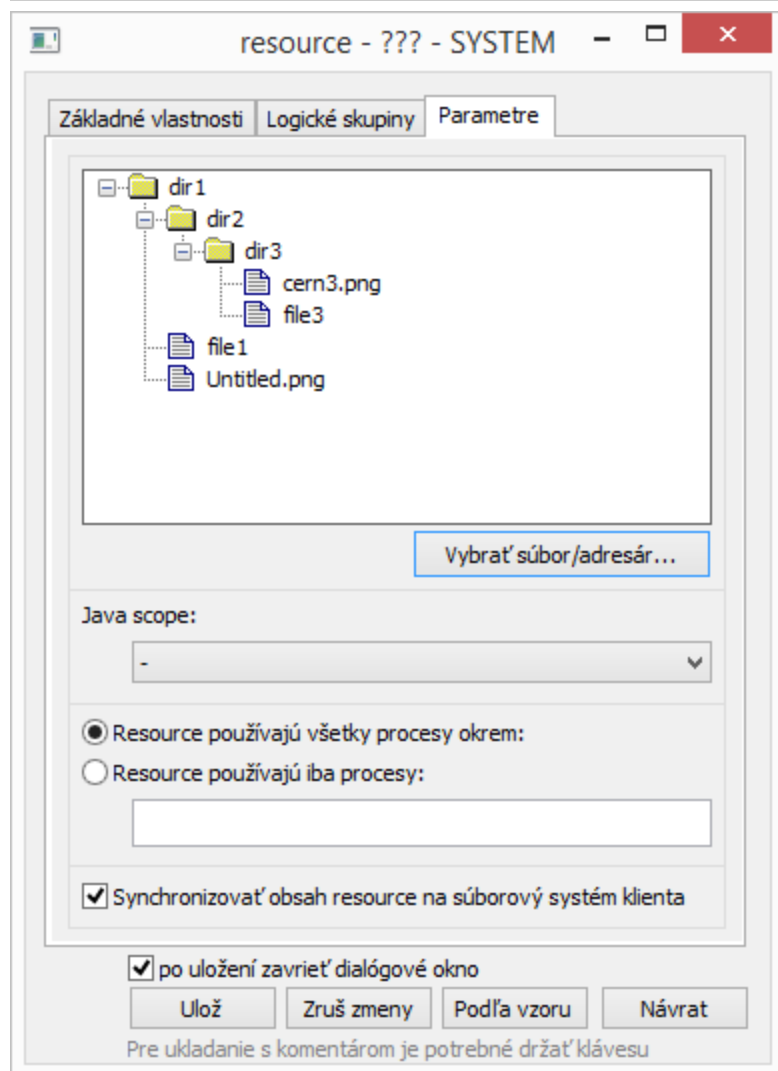 resource - ??? - SYSTEM
Základné vlastnosti Logické skupiny Parametre
dir1
dir2
dir3
cern3.png
file3
file1
Untitled.png
Vybrať súbor/adresár...
Java scope:
-
Resource používajú všetky procesy okrem:
Resource používajú iba procesy:
Synchronizovať obsah resource na súborový systém klienta
po uložení zavrieť dialógové okno
Ulož Zruš zmeny Podľa vzoru Návrat
Pre ukladanie s komentárom je potrebné držať klávesu